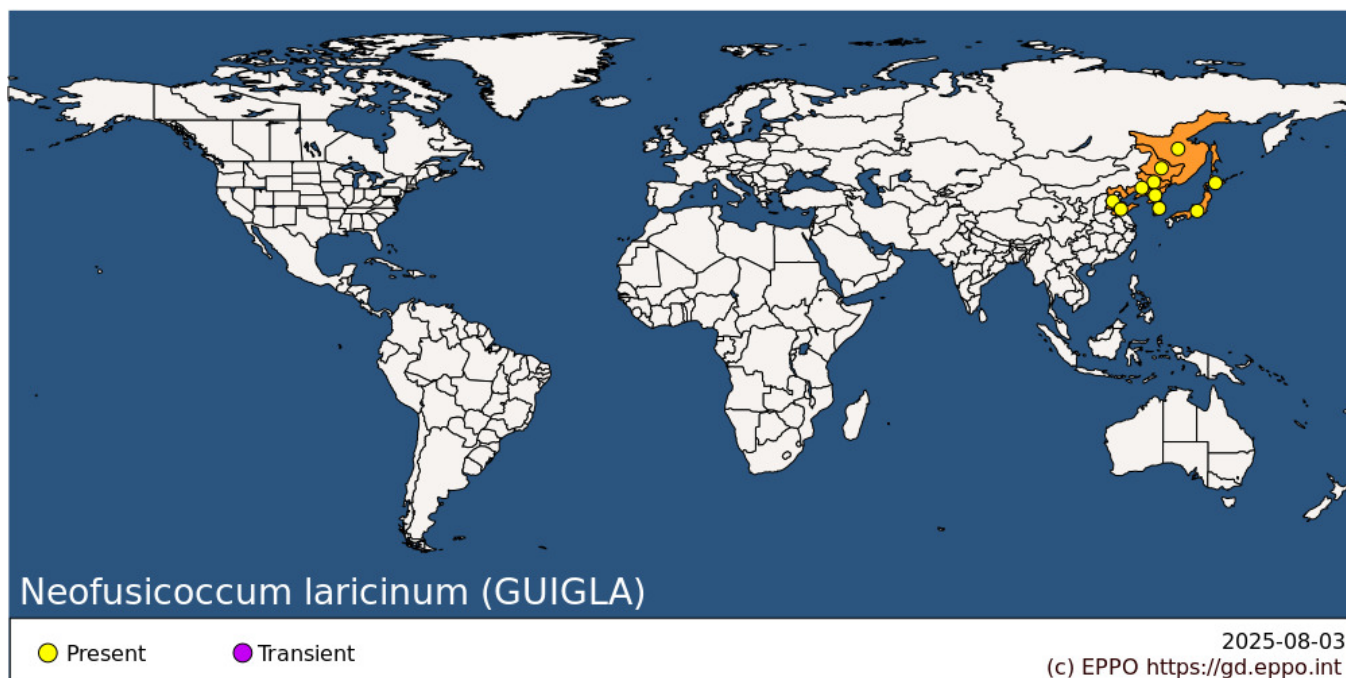 Neofusicoccum laricinum (GUIGLA)
Present
Transient
2025-08-03
(c) EPPO https://gd.eppo.int